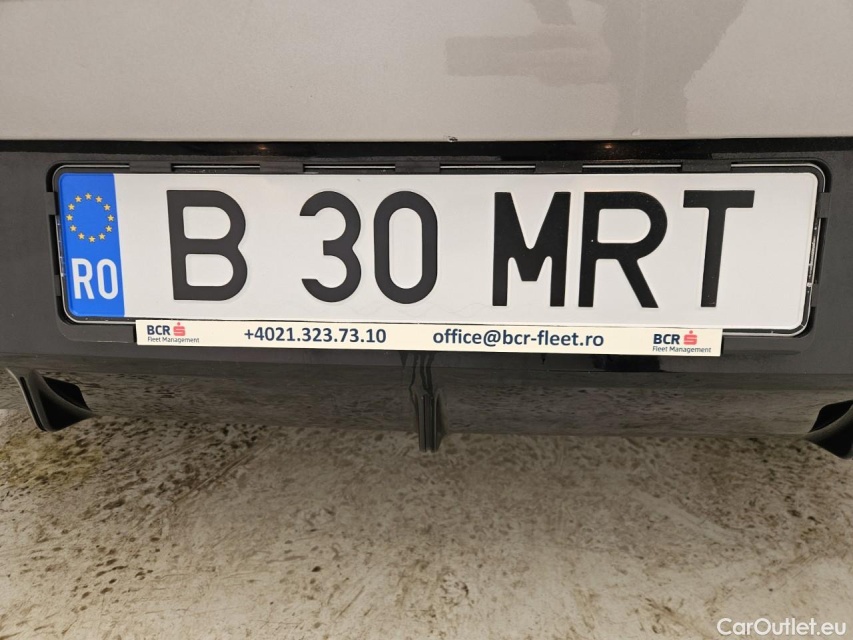 RO B 30 MRT
BCR Fleet Management +4021.323.73.10 office@bcr-fleet.ro BCR Fleet Management
CarOutlet.eu